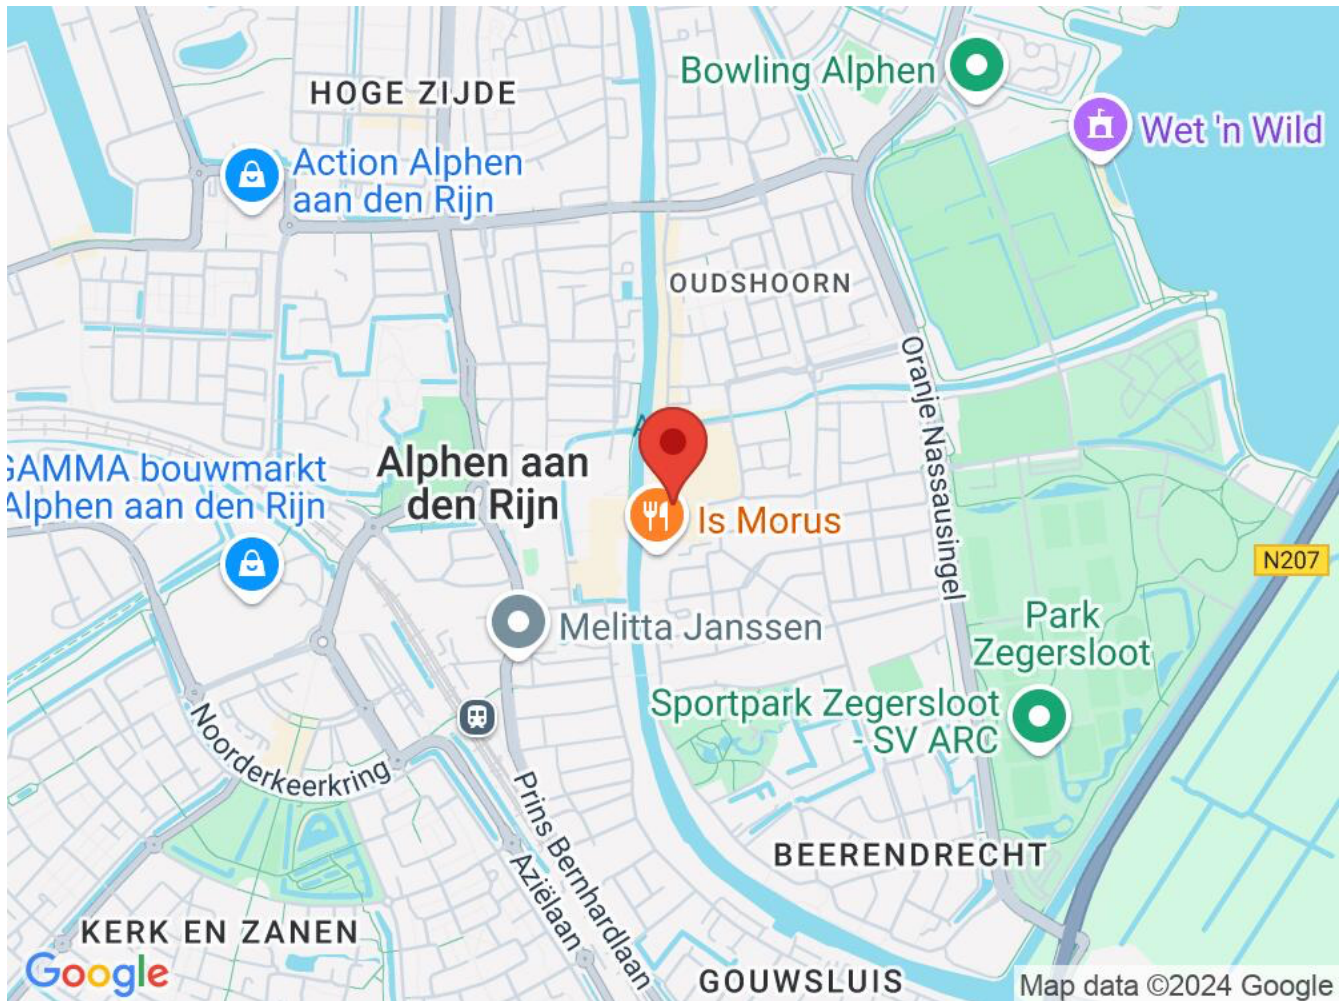 Bowling Alphen
HOGE ZIJDE
Wet 'n Wild
Action Alphen
aan den Rijn
OUDSHOORN
Oranje Nassausingel
GAMMA bouwmarkt
Alphen aan den Rijn
Alphen aan
den Rijn
Is Morus
N207
Melitta Janssen
Park
Zegersloot
Sportpark Zegersloot
- SV ARC
Noorderkeerkring
Prins Bernhardlaan
Aziëlaan
BEERENDRECHT
KERK EN ZANEN
GOUWSLUIS
Google
Map data ©2024 Google